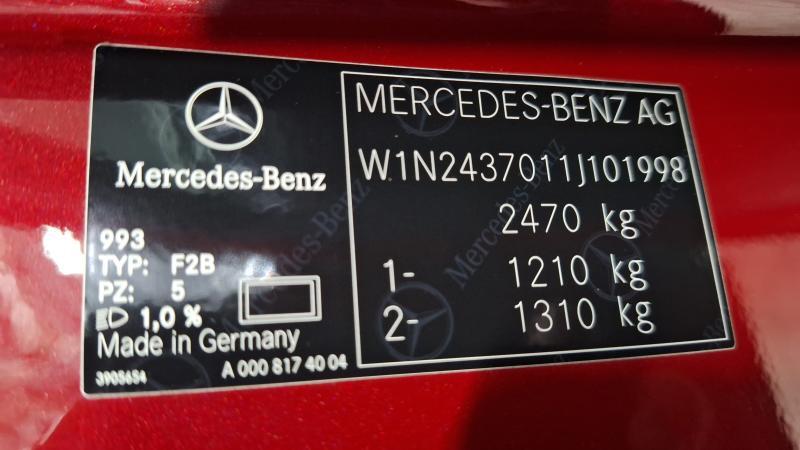 Mercedes-Benz
993
TYP: F2B
PZ: 5
1,0 %
Made in Germany
3905654
A 000 817 40 04
MERCEDES-BENZ AG
W1N2437011J101998
2470 kg
1- 1210 kg
2- 1310 kg